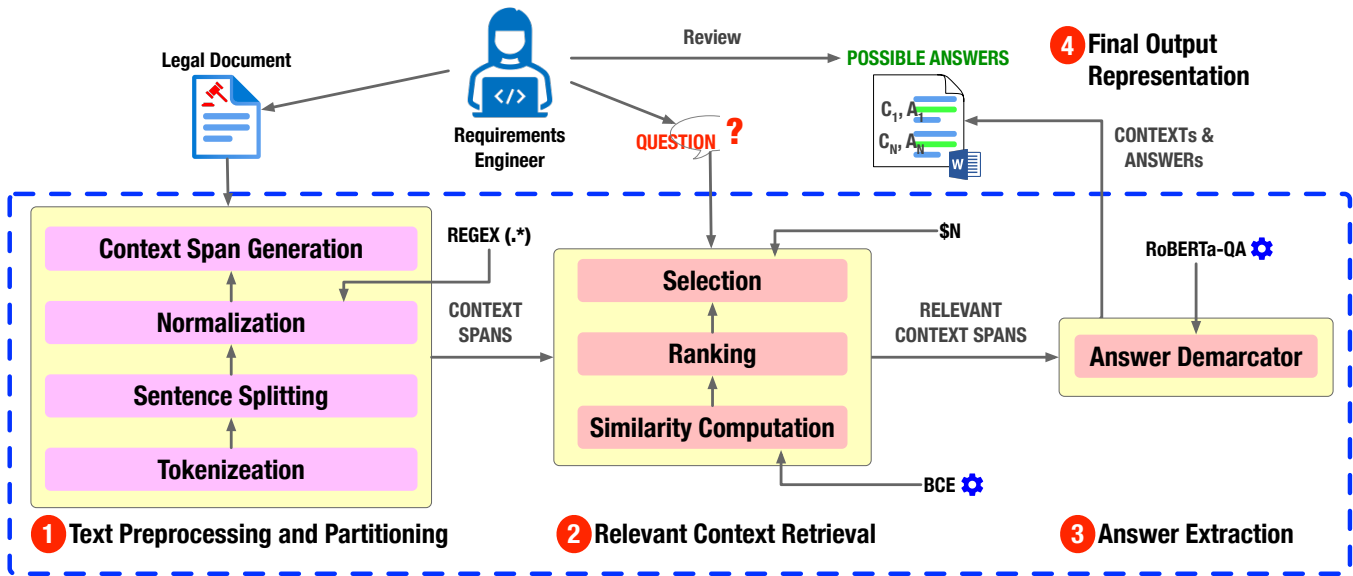 Legal Document
Requirements
Engineer
</>
Review
POSSIBLE ANSWERS
C1, A1
CN, AN
W
4 Final Output
Representation
QUESTION ?
CONTEXTs &
ANSWERs
Context Span Generation
Normalization
Sentence Splitting
Tokenizeation
REGEX (.*)
CONTEXT
SPANS
$N
Selection
Ranking
Similarity Computation
BCE
RELEVANT
CONTEXT SPANS
RoBERTa-QA
Answer Demarcator
1 Text Preprocessing and Partitioning
2 Relevant Context Retrieval
3 Answer Extraction